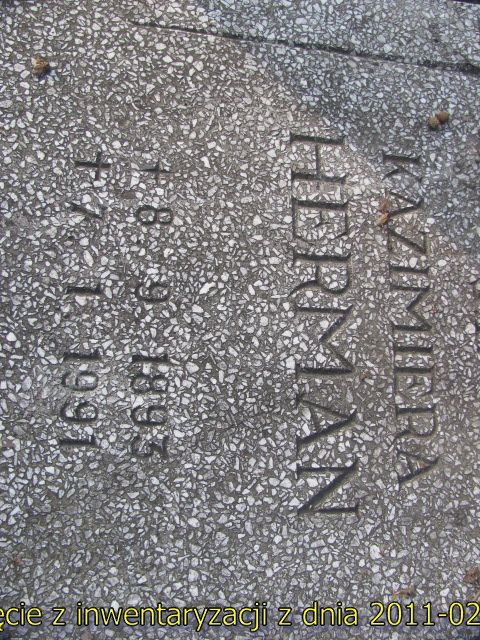 KAZIMIERA
HERMAN
† 8 9 1893
† 7 1 1991
ęcie z inwentaryzacji z dnia 2011-02